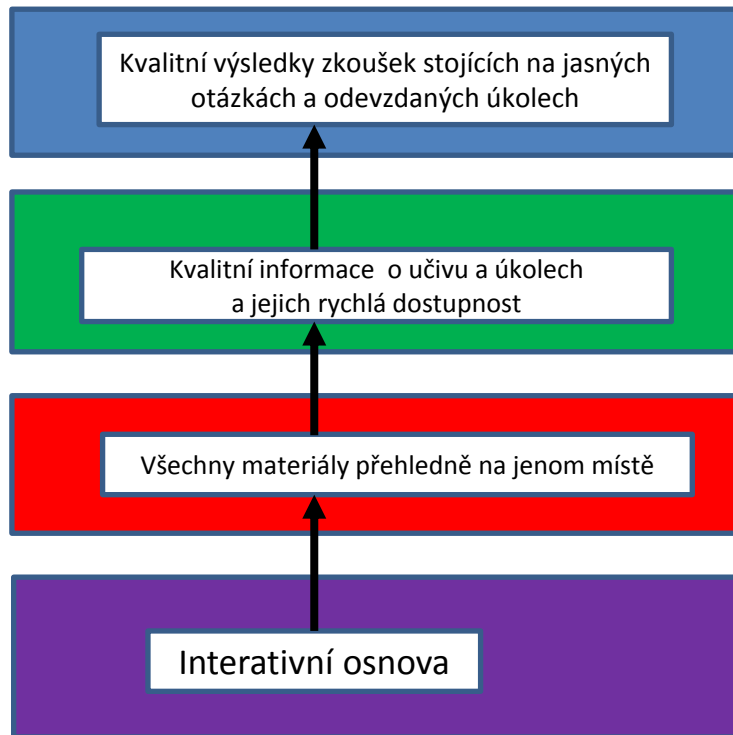 Kvalitní výsledky zkoušek stojících na jasných
otázkách a odevzdaných úkolech
Kvalitní informace o učivu a úkolech
a jejich rychlá dostupnost
Všechny materiály přehledně na jenom místě
Interativní osnova